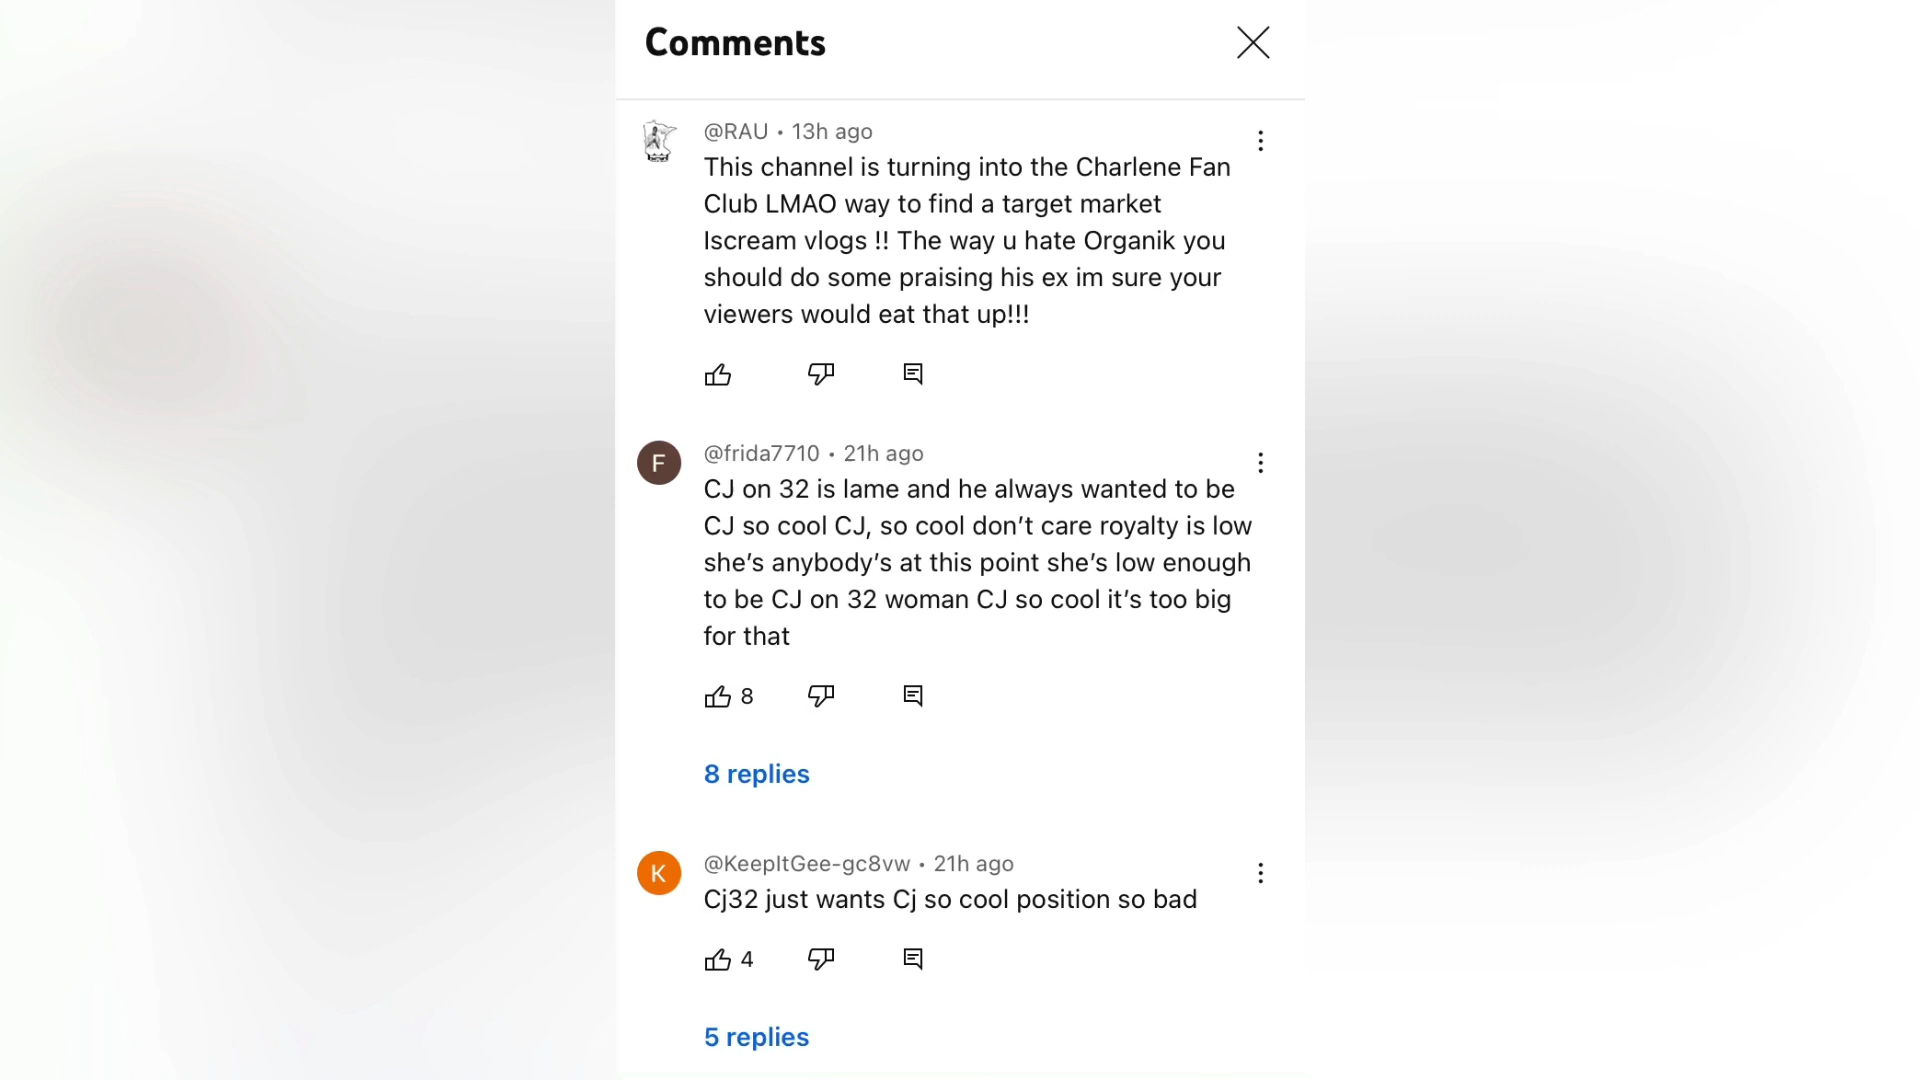 Comments
@RAU • 13h ago
This channel is turning into the Charlene Fan
Club LMAO way to find a target market
Iscream vlogs !! The way u hate Organik you
should do some praising his ex im sure your
viewers would eat that up!!!
@frida7710 • 21h ago
F
CJ on 32 is lame and he always wanted to be
CJ so cool CJ, so cool don’t care royalty is low
she’s anybody’s at this point she’s low enough
to be CJ on 32 woman CJ so cool it’s too big
for that
8
8 replies
@KeepItGee-gc8vw • 21h ago
K
Cj32 just wants Cj so cool position so bad
4
5 replies